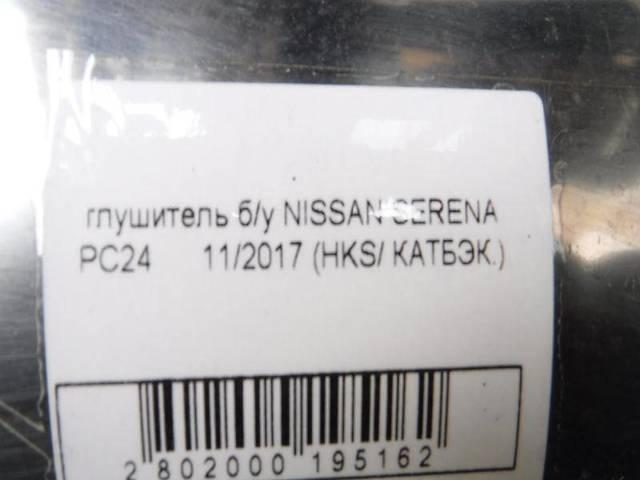 глушитель б/у NISSAN SERENA
PC24 11/2017 (HKS/ КАТБЭК.)
2 802000 195162